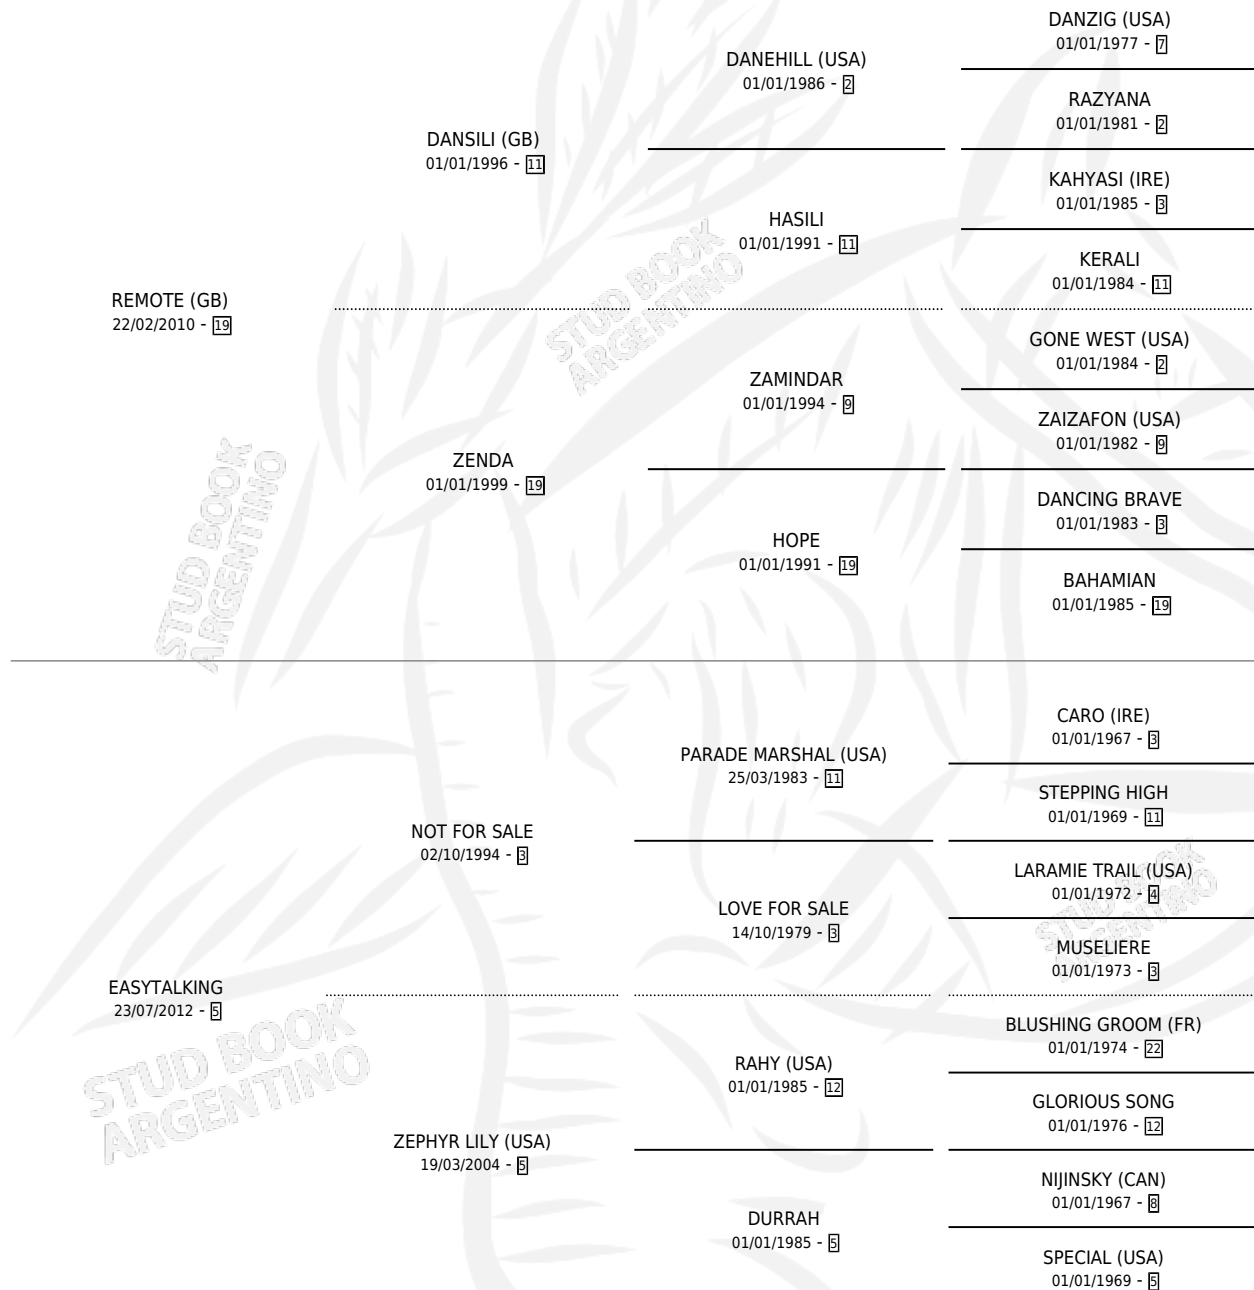 DANZIG (USA)
01/01/1977 - 7
DANEHILL (USA)
01/01/1986 - 2
RAZYANA
01/01/1981 - 2
DANSILI (GB)
01/01/1996 - 11
KAHYASI (IRE)
01/01/1985 - 3
HASILI
01/01/1991 - 11
KERALI
01/01/1984 - 11
REMOTE (GB)
22/02/2010 - 19
GONE WEST (USA)
01/01/1984 - 2
ZAMINDAR
01/01/1994 - 9
ZAIZAFON (USA)
01/01/1982 - 9
ZENDA
01/01/1999 - 19
DANCING BRAVE
01/01/1983 - 3
HOPE
01/01/1991 - 19
BAHAMIAN
01/01/1985 - 19
CARO (IRE)
01/01/1967 - 3
PARADE MARSHAL (USA)
25/03/1983 - 11
STEPPING HIGH
01/01/1969 - 11
NOT FOR SALE
02/10/1994 - 3
LARAMIE TRAIL (USA)
01/01/1972 - 4
LOVE FOR SALE
14/10/1979 - 3
MUSELIERE
01/01/1973 - 3
EASYTALKING
23/07/2012 - 5
BLUSHING GROOM (FR)
01/01/1974 - 22
RAHY (USA)
01/01/1985 - 12
GLORIOUS SONG
01/01/1976 - 12
ZEPHYR LILY (USA)
19/03/2004 - 5
NIJINSKY (CAN)
01/01/1967 - 8
DURRAH
01/01/1985 - 5
SPECIAL (USA)
01/01/1969 - 5
STUD BOOK
ARGENTINO
STUD BOOK
ARGENTINO
STUD BOOK
ARGENTINO
STUD BOOK
ARGENTINO